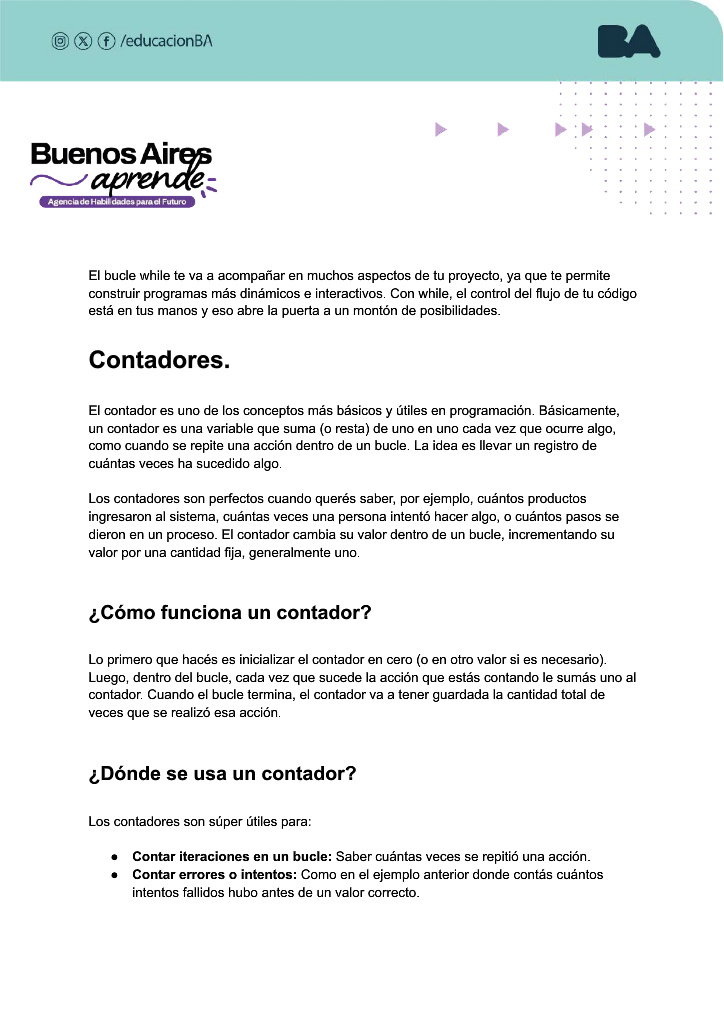 /educacionBA
BA
Buenos Aires
aprende
Agencia de Habilidades para el Futuro
El bucle while te va a acompañar en muchos aspectos de tu proyecto, ya que te permite
construir programas más dinámicos e interactivos. Con while, el control del flujo de tu código
está en tus manos y eso abre la puerta a un montón de posibilidades.
Contadores.
El contador es uno de los conceptos más básicos y útiles en programación. Básicamente,
un contador es una variable que suma (o resta) de uno en uno cada vez que ocurre algo,
como cuando se repite una acción dentro de un bucle. La idea es llevar un registro de
cuántas veces ha sucedido algo.
Los contadores son perfectos cuando querés saber, por ejemplo, cuántos productos
ingresaron al sistema, cuántas veces una persona intentó hacer algo, o cuántos pasos se
dieron en un proceso. El contador cambia su valor dentro de un bucle, incrementando su
valor por una cantidad fija, generalmente uno.
¿Cómo funciona un contador?
Lo primero que hacés es inicializar el contador en cero (o en otro valor si es necesario).
Luego, dentro del bucle, cada vez que sucede la acción que estás contando le sumás uno al
contador. Cuando el bucle termina, el contador va a tener guardada la cantidad total de
veces que se realizó esa acción.
¿Dónde se usa un contador?
Los contadores son súper útiles para:
● Contar iteraciones en un bucle: Saber cuántas veces se repitió una acción.
● Contar errores o intentos: Como en el ejemplo anterior donde contás cuántos
intentos fallidos hubo antes de un valor correcto.